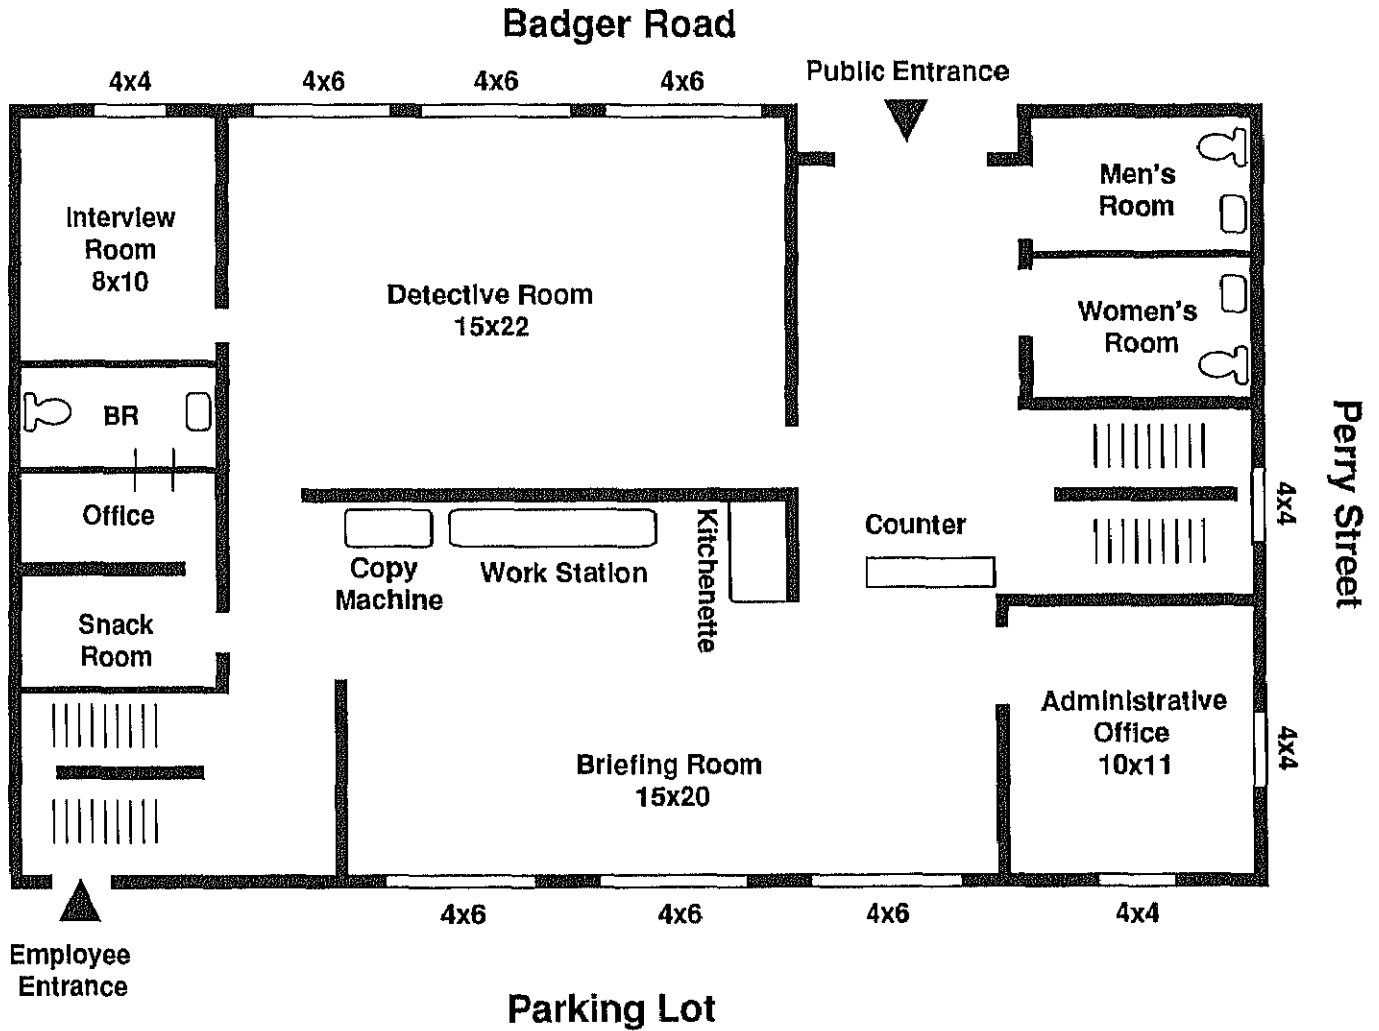 Badger Road
4x4
4x6
4x6
4x6
Public Entrance
Men's
Room
Interview
Room
8x10
Detective Room
15x22
Women's
Room
BR
Office
Copy
Machine
Work Station
Kitchenette
Counter
4x4
Perry Street
Snack
Room
Administrative
Office
10x11
4x4
Briefing Room
15x20
4x6
4x6
4x6
4x4
Employee
Entrance
Parking Lot